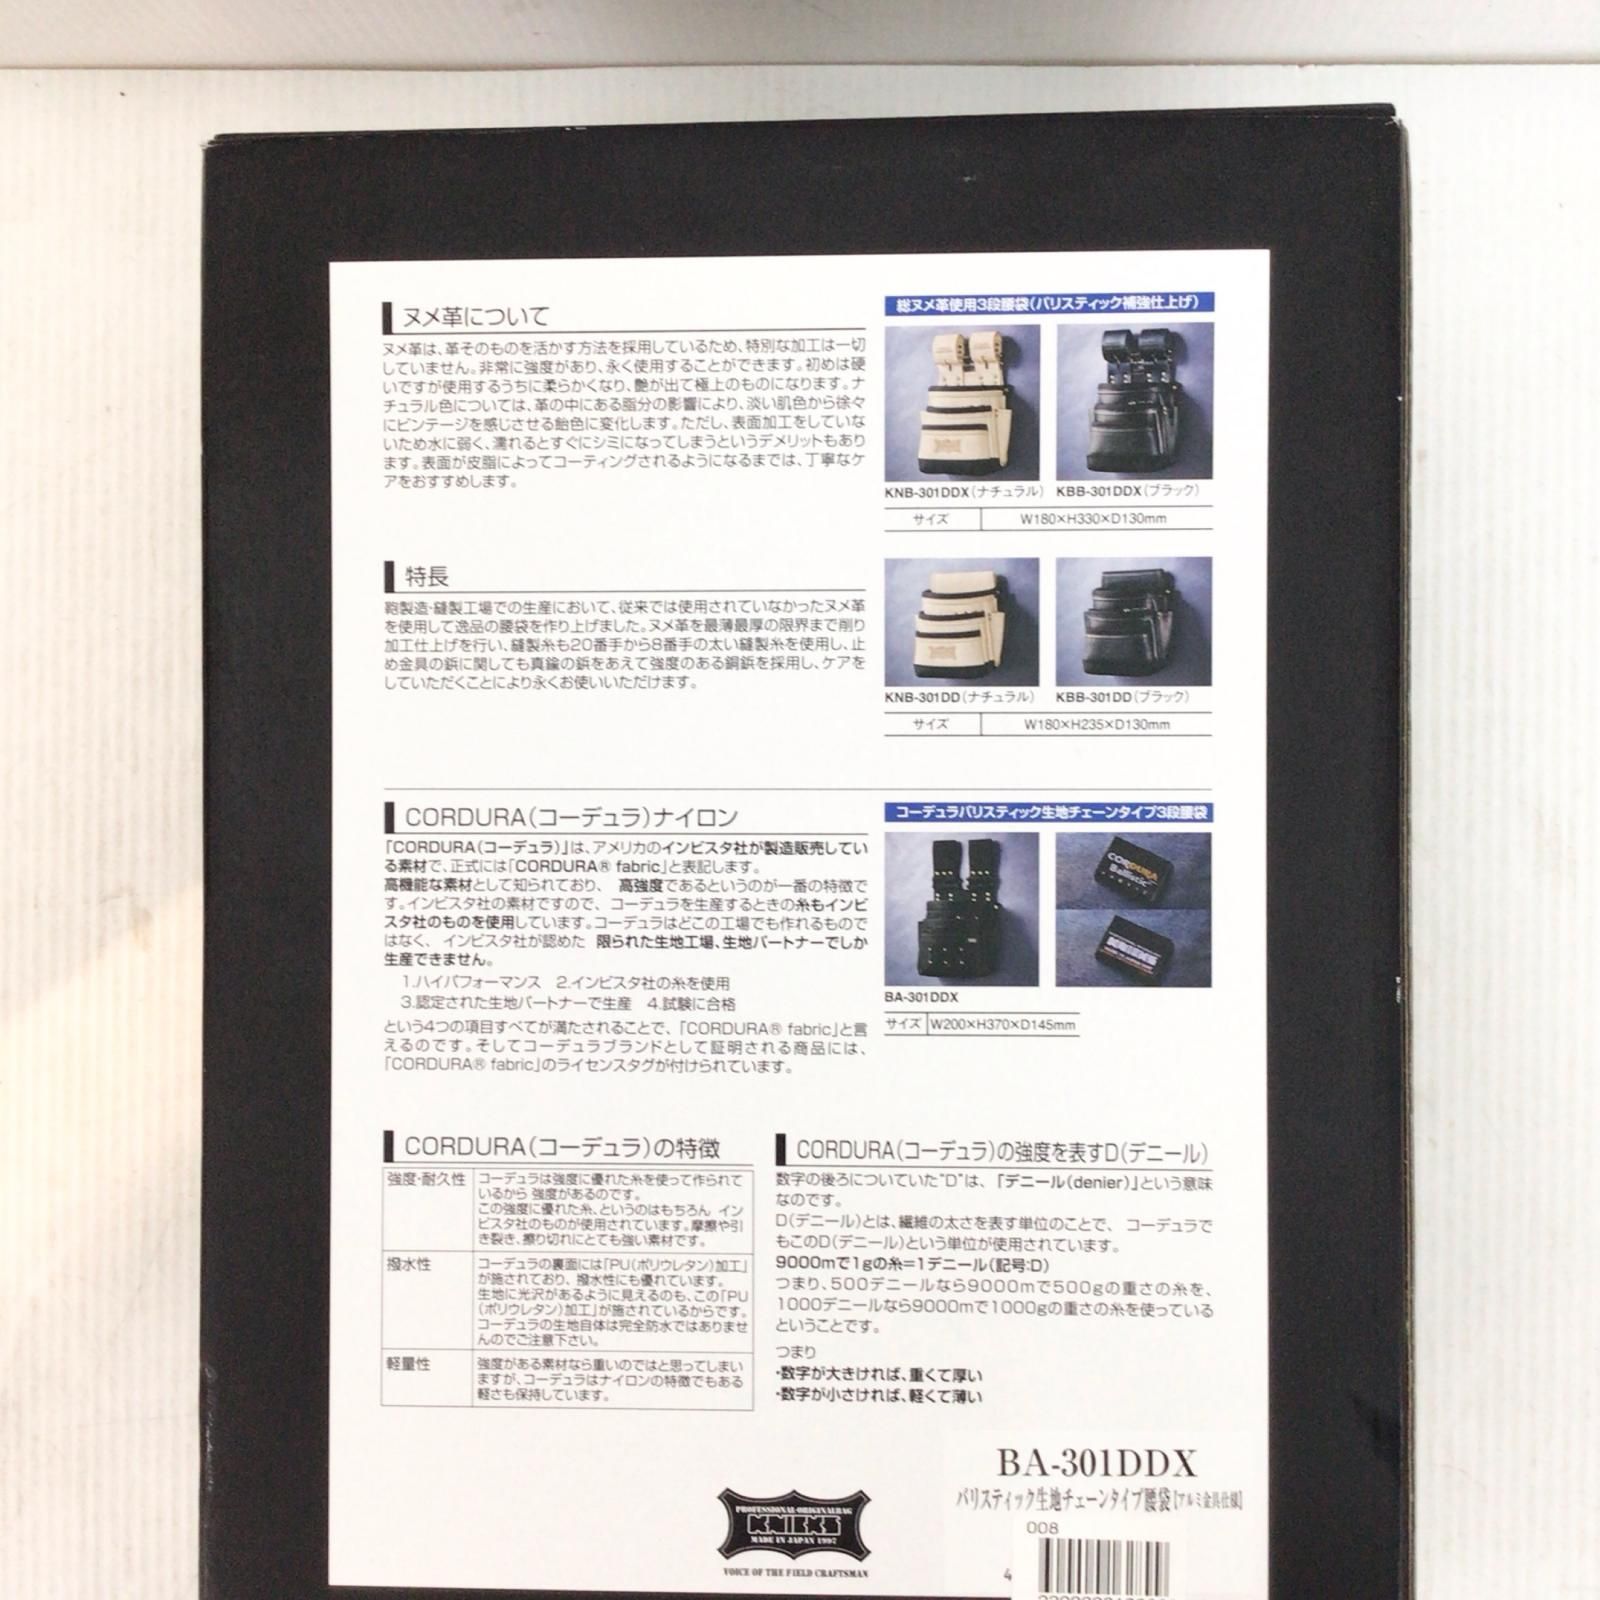 ヌメ革について
ヌメ革は、革そのものを活かす方法を採用しているため、特別な加工は一切
していません。非常に強度があり、永く使用することができます。初めは硬
いですが使用するうちに柔らかくなり、艶が出て極上のものになります。ナ
チュラル色については、革の中にある脂分の影響により、淡い肌色から徐々
にビンテージを感じさせる飴色に変化します。ただし、表面加工をしていな
いため水に弱く、濡れるとすぐにシミになってしまうというデメリットもあり
ます。表面が皮脂によってコーティングされるようになるまでは、丁寧なケ
アをおすすめします。
総ヌメ革使用3段腰袋(バリスティック補強仕上げ)
KNB-301DDX(ナチュラル) KBB-301DDX(ブラック)
サイズ W180×H330×D130mm
特長
鞄製造・縫製工場での生産において、従来では使用されていなかったヌメ革
を使用して逸品の腰袋を作り上げました。ヌメ革を最薄最厚の限界まで削り
加工仕上げを行い、縫製糸も20番手から8番手の太い縫製糸を使用し、止
め金具の鋲に関しても真鍮の鋲をあえて強度のある銅鋲を採用し、ケアを
していただくことにより永くお使いいただけます。
KNB-301DD(ナチュラル) KBB-301DD(ブラック)
サイズ W180×H235×D130mm
CORDURA(コーデュラ)ナイロン
「CORDURA(コーデュラ)」は、アメリカのインビスタ社が製造販売してい
る素材で、正式には「CORDURA® fabric」と表記します。
高機能な素材として知られており、 高強度であるというのが一番の特徴で
す。インビスタ社の素材ですので、 コーデュラを生産するときの糸もインビ
スタ社のものを使用しています。コーデュラはどこの工場でも作れるもので
はなく、 インビスタ社が認めた 限られた生地工場、生地パートナーでしか
生産できません。
1.ハイパフォーマンス 2.インビスタ社の糸を使用
3.認定された生地パートナーで生産 4.試験に合格
という4つの項目すべてが満たされることで、「CORDURA® fabric」と言
えるのです。そしてコーデュラブランドとして証明される商品には、
「CORDURA® fabric」のライセンスタグが付けられています。
コーデュラバリスティック生地チェーンタイプ3段腰袋
CORDURA
Ballistic
BA-301DDX
サイズ W200×H370×D145mm
CORDURA(コーデュラ)の特徴
強度・耐久性 コーデュラは強度に優れた糸を使って作られて
いるから 強度があるのです。
この強度に優れた糸、というのはもちろん イン
ビスタ社のものが使用されています。摩擦や引
き裂き、擦り切れにとても強い素材です。
撥水性 コーデュラの裏面には「PU(ポリウレタン)加工」
が施されており、撥水性にも優れています。
生地に光沢があるように見えるのも、この「PU
(ポリウレタン)加工」が施されているからです。
コーデュラの生地自体は完全防水ではありませ
んのでご注意下さい。
軽量性 強度がある素材なら重いのではと思ってしまい
ますが、コーデュラはナイロンの特徴でもある
軽さも保持しています。
CORDURA(コーデュラ)の強度を表すD(デニール)
数字の後ろについていた"D"は、「デニール(denier)」という意味
なのです。
D(デニール)とは、繊維の太さを表す単位のことで、 コーデュラで
もこのD(デニール)という単位が使用されています。
9000mで1gの糸=1デニール(記号:D)
つまり、500デニールなら9000mで500gの重さの糸を、
1000デニールなら9000mで1000gの重さの糸を使っている
ということです。
つまり
・数字が大きければ、重くて厚い
・数字が小さければ、軽くて薄い
PROFESSIONAL ORIGINAL BAG
KNICKS
MADE IN JAPAN 1997
VOICE OF THE FIELD CRAFTSMAN
BA-301DDX
バリスティック生地チェーンタイプ腰袋[アルミ金具仕様]
008
4